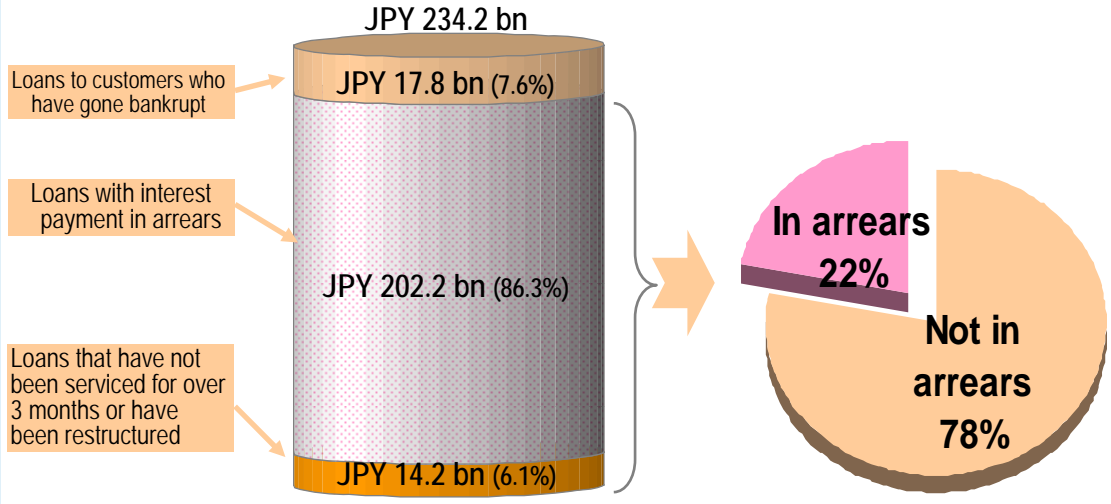 JPY 234.2 bn
Loans to customers who
have gone bankrupt
JPY 17.8 bn (7.6%)
Loans with interest
payment in arrears
JPY 202.2 bn (86.3%)
Loans that have not
been serviced for over
3 months or have
been restructured
JPY 14.2 bn (6.1%)
In arrears
22%
Not in
arrears
78%